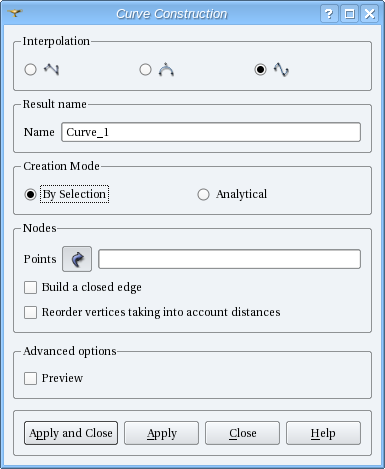 Curve Construction
Interpolation
Result name
Name Curve_1
Creation Mode
By Selection Analytical
Nodes
Points
Build a closed edge
Reorder vertices taking into account distances
Advanced options
Preview
Apply and Close Apply Close Help